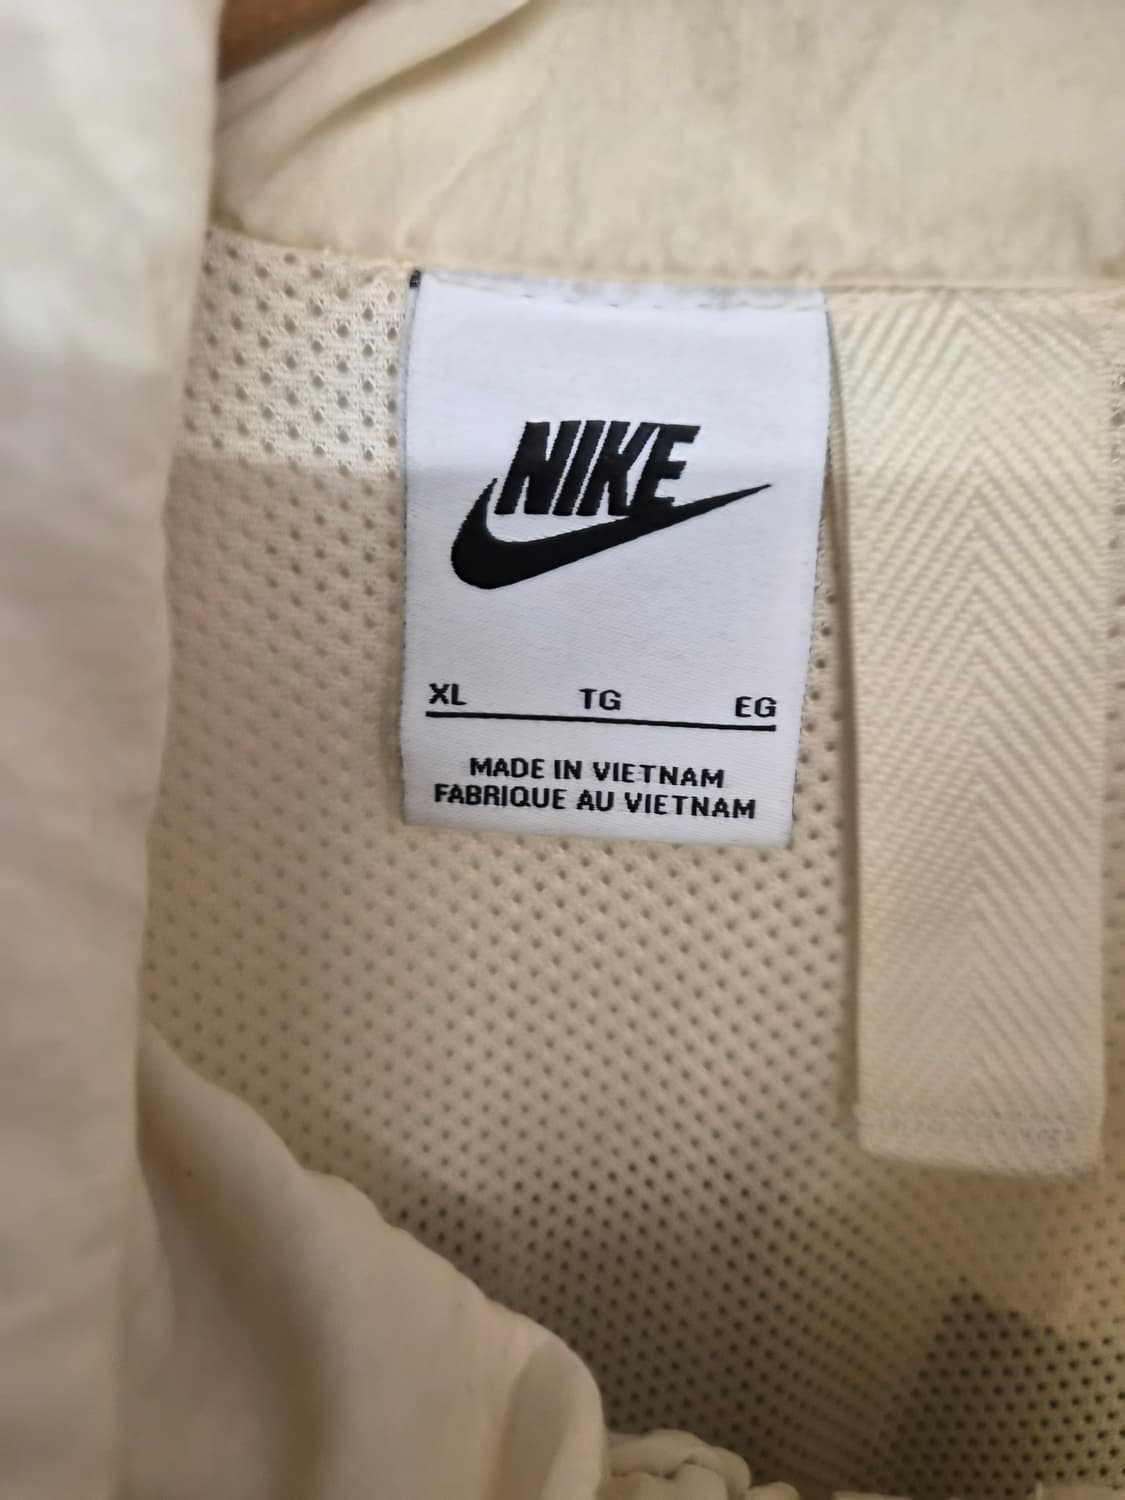 NIKE
XL TG EG
MADE IN VIETNAM
FABRIQUE AU VIETNAM